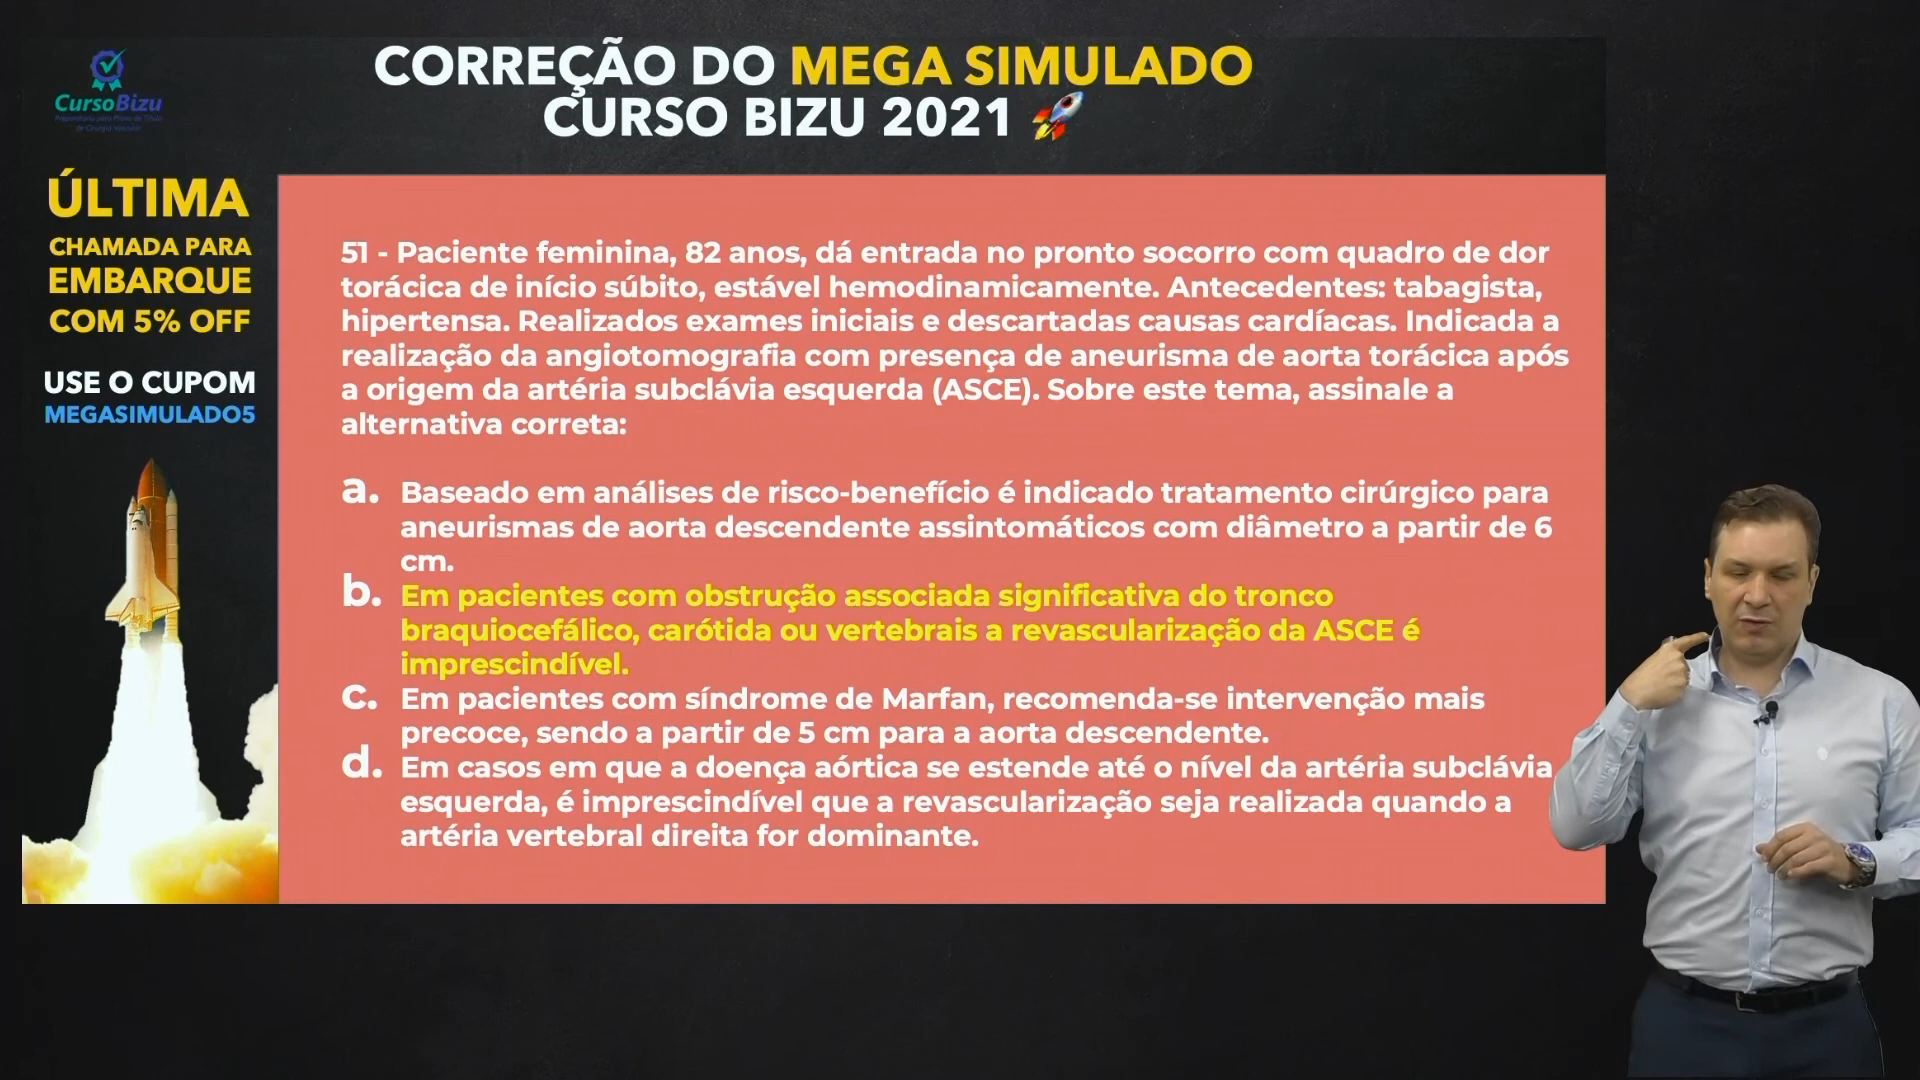 CORREÇÃO DO MEGA SIMULADO
CURSO BIZU 2021
CursoBizu
Preparatório para Prova de Título
de Cirurgia Vascular
ÚLTIMA
CHAMADA PARA
EMBARQUE
COM 5% OFF
USE O CUPOM
MEGASIMULADO5
51 - Paciente feminina, 82 anos, dá entrada no pronto socorro com quadro de dor
torácica de início súbito, estável hemodinamicamente. Antecedentes: tabagista,
hipertensa. Realizados exames iniciais e descartadas causas cardíacas. Indicada a
realização da angiotomografia com presença de aneurisma de aorta torácica após
a origem da artéria subclávia esquerda (ASCE). Sobre este tema, assinale a
alternativa correta:
a. Baseado em análises de risco-benefício é indicado tratamento cirúrgico para
aneurismas de aorta descendente assintomáticos com diâmetro a partir de 6
cm.
b. Em pacientes com obstrução associada significativa do tronco
braquiocefálico, carótida ou vertebrais a revascularização da ASCE é
imprescindível.
c. Em pacientes com síndrome de Marfan, recomenda-se intervenção mais
precoce, sendo a partir de 5 cm para a aorta descendente.
d. Em casos em que a doença aórtica se estende até o nível da artéria subclávia
esquerda, é imprescindível que a revascularização seja realizada quando a
artéria vertebral direita for dominante.